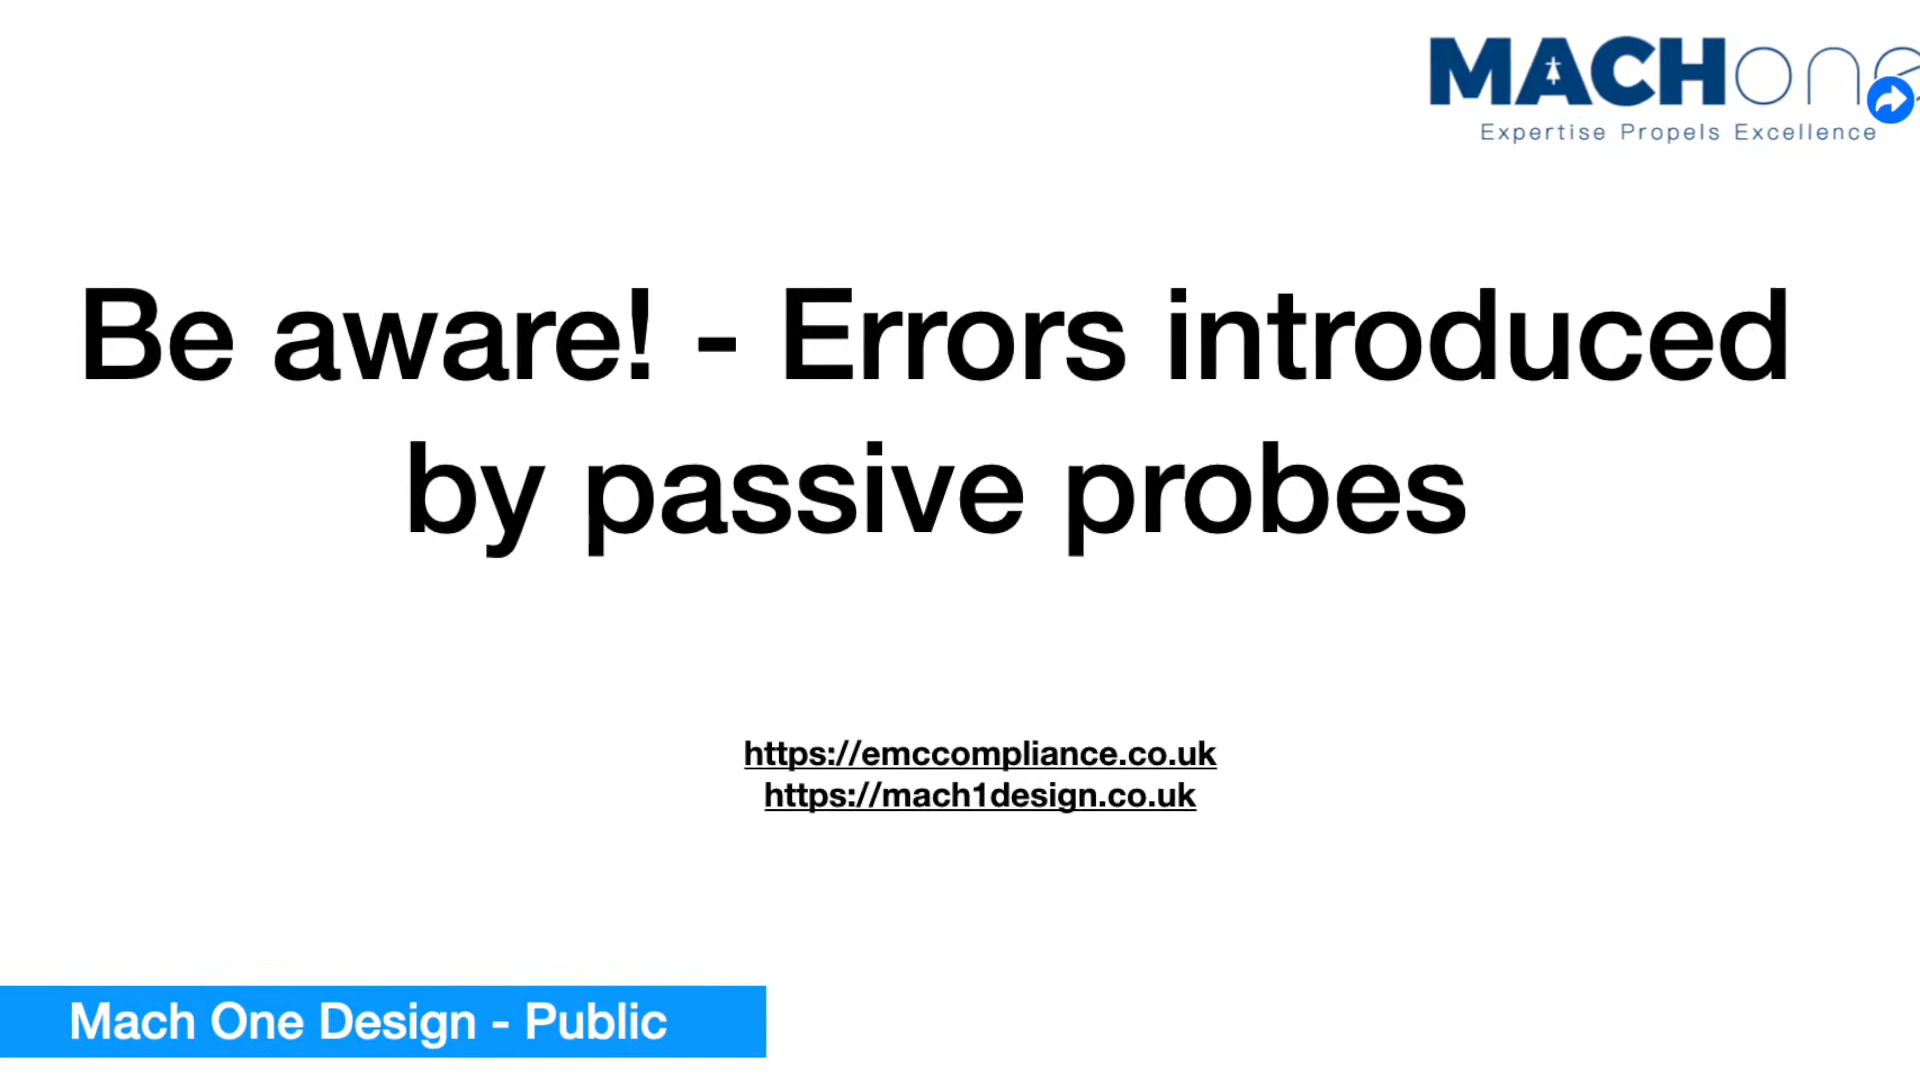 MACHone
Expertise Propels Excellence
Be aware! - Errors introduced
by passive probes
https://emccompliance.co.uk
https://mach1design.co.uk
Mach One Design - Public